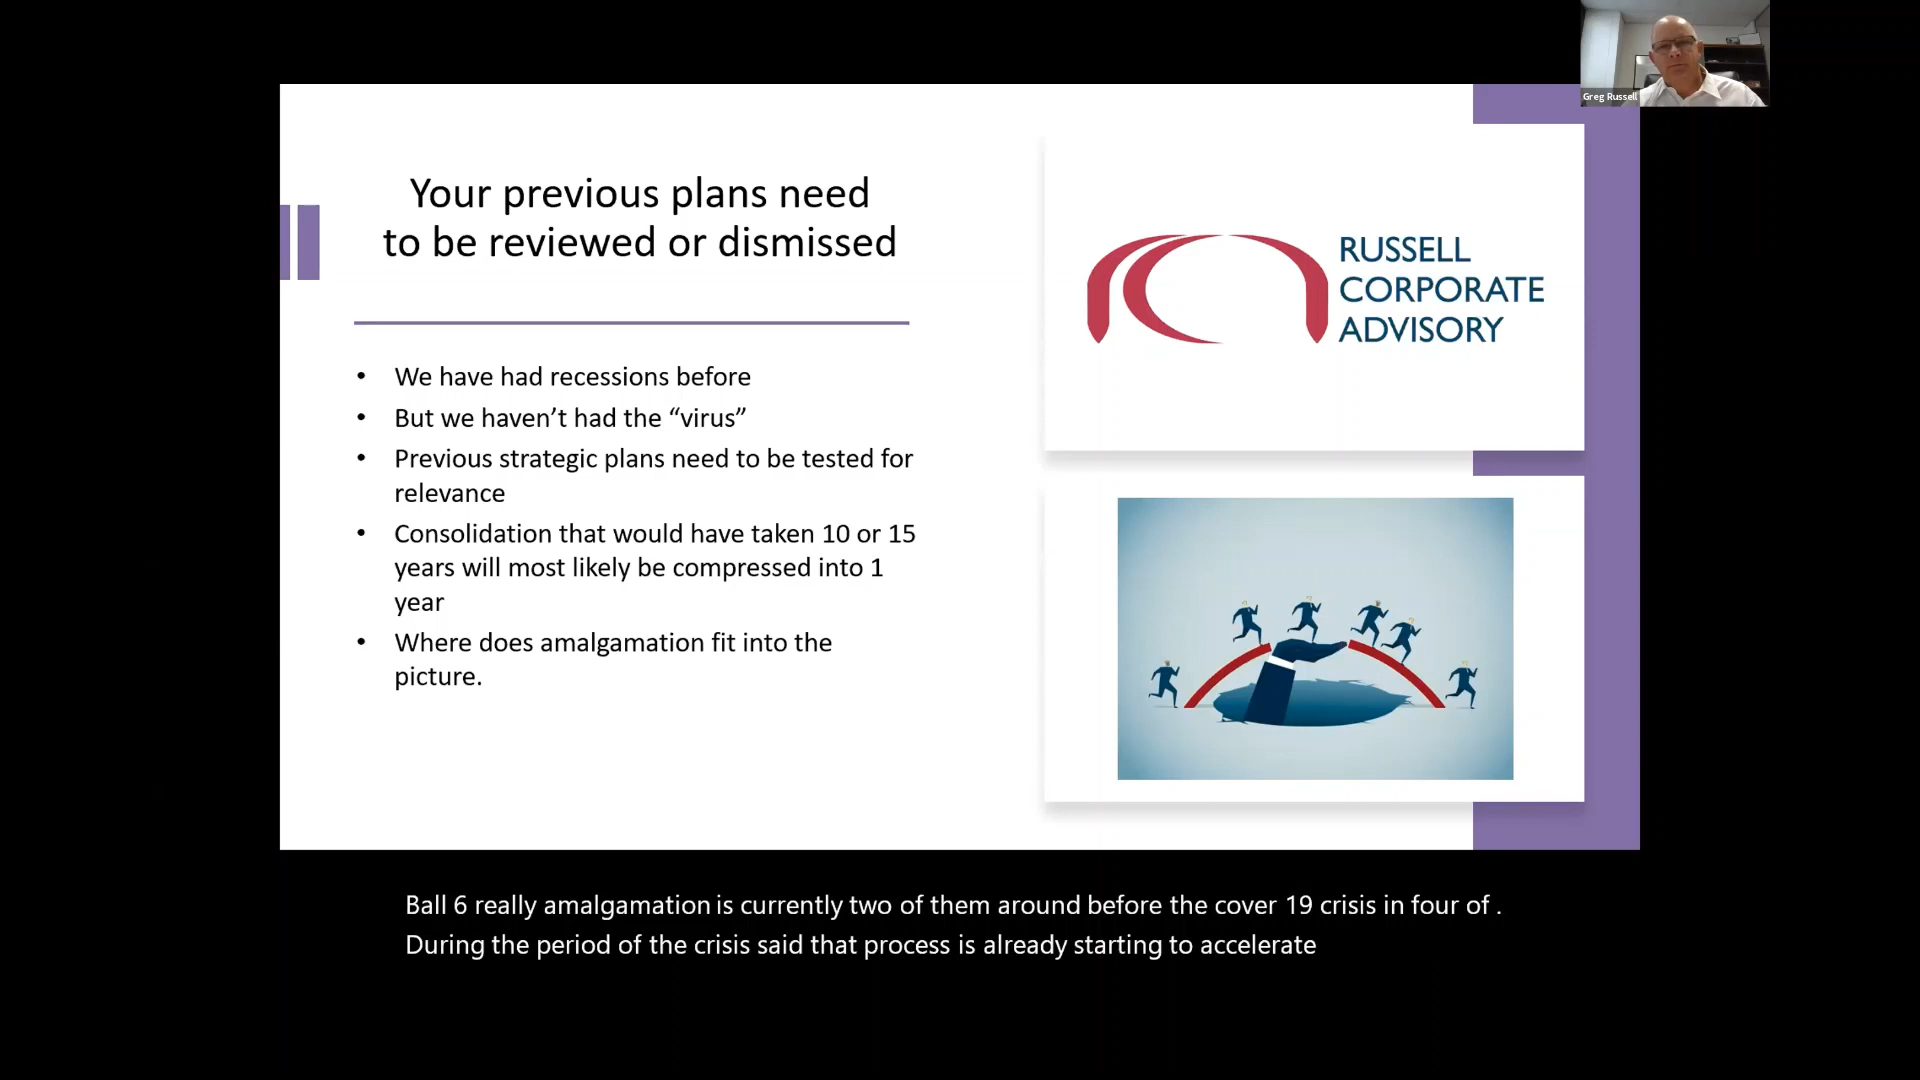 Greg Russell
Your previous plans need
to be reviewed or dismissed
• We have had recessions before
• But we haven’t had the “virus”
• Previous strategic plans need to be tested for
relevance
• Consolidation that would have taken 10 or 15
years will most likely be compressed into 1
year
• Where does amalgamation fit into the
picture.
RUSSELL
CORPORATE
ADVISORY
Ball 6 really amalgamation is currently two of them around before the cover 19 crisis in four of .
During the period of the crisis said that process is already starting to accelerate